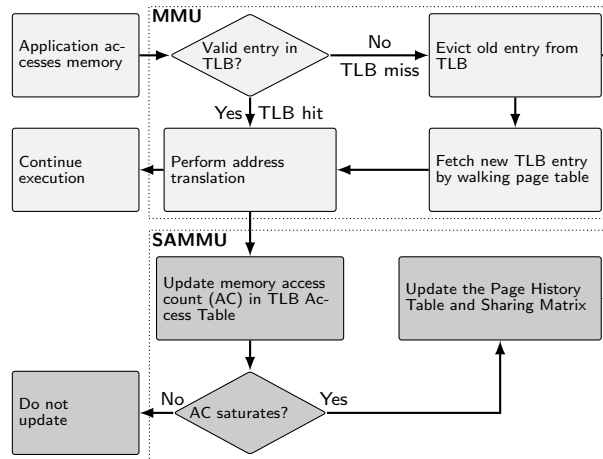 MMU
Application ac-
cesses memory
Valid entry in
TLB?
No
TLB miss
Evict old entry from
TLB
Yes
TLB hit
Continue
execution
Perform address
translation
Fetch new TLB entry
by walking page table
SAMMU
Update memory access
count (AC) in TLB Ac-
cess Table
Update the Page History
Table and Sharing Matrix
Do not
update
No
AC saturates?
Yes